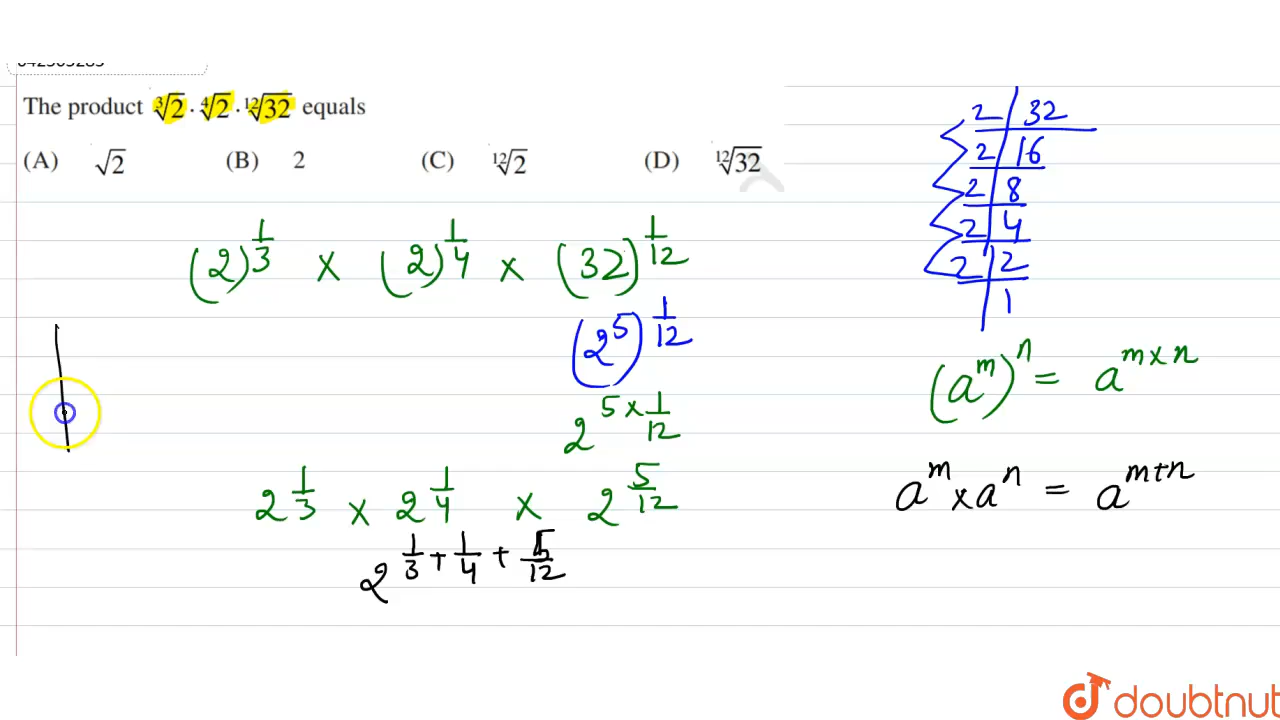 The product ∛2 · ∜2 · ¹²√32 equals
(A) √2 (B) 2 (C) ¹²√2 (D) ¹²√32
(2)^(1/3) × (2)^(1/4) × (32)^(1/12)
(2^5)^(1/12)
2^(5×1/12)
2^(1/3) × 2^(1/4) × 2^(5/12)
2^(1/3 + 1/4 + 5/12)
2 | 32
2 | 16
2 | 8
2 | 4
2 | 2
| 1
(a^m)^n = a^(m×n)
a^m × a^n = a^(m+n)
doubtnut